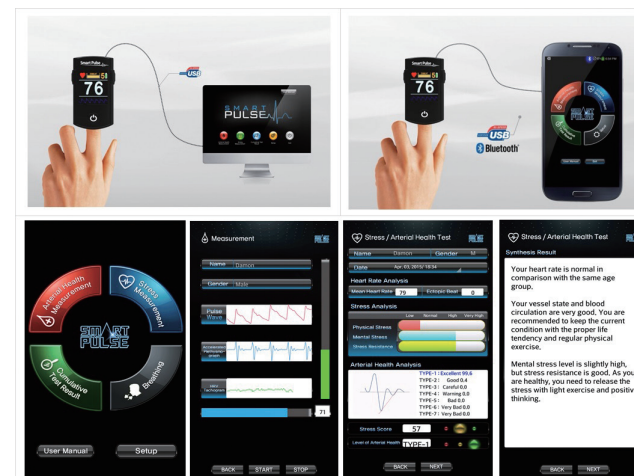 Smart Pulse
58
76
USB
SMART
PULSE
Smart Pulse
58
76
USB
Bluetooth
SMART
PULSE
User Manual
Exit
Arterial Health
Measurement
Stress
Measurement
SMART
PULSE
Cumulative
Test Result
Breathing
User Manual
Setup
Measurement
Name Damon
Gender Male
Pulse
Wave
71
BACK START STOP
Stress / Arterial Health Test
Name Damon Gender M
Date Apr. 03, 2015/ 18:34
Heart Rate Analysis
Mean Heart Rate 79 Ectopic Beat 0
Stress Analysis
Low Normal High Very High
Physical Stress
Mental Stress
Stress Resistance
Arterial Health Analysis
TYPE-1 : Excellent 99.6
TYPE-2 : Good 0.4
TYPE-3 : Careful 0.0
TYPE-4 : Warning 0.0
TYPE-5 : Bad 0.0
TYPE-6 : Very Bad 0.0
TYPE-7 : Very Bad 0.0
Stress Score 57
Level of Arterial Health TYPE-1
BACK NEXT
Stress / Arterial Health Test
Synthesis Result
Your heart rate is normal in
comparison with the same age
group.
Your vessel state and blood
circulation are very good. You are
recommended to keep the current
condition with the proper life
tendency and regular physical
exercise.
Mental stress level is slightly high,
but stress resistance is good. As you
are healthy, you need to release the
stress with light exercise and positiv
thinking.
BACK NEXT